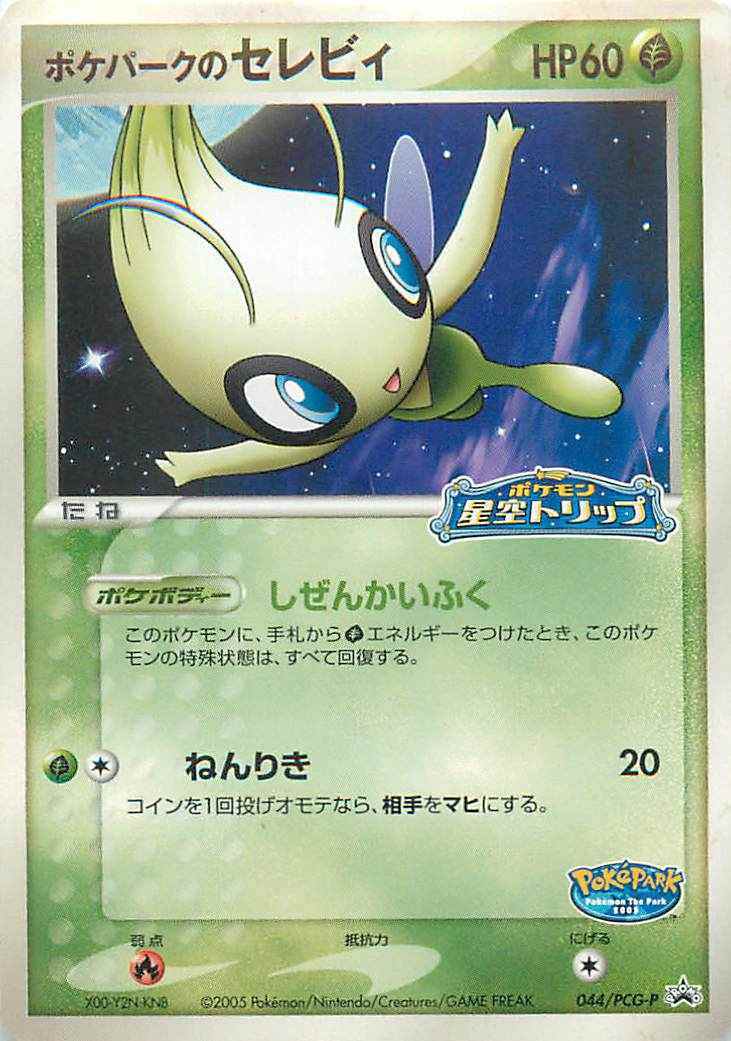 ポケパークのセレビィ HP60
たね
ポケモン
星空トリップ
ポケボディー しぜんかいふく
このポケモンに、手札からエネルギーをつけたとき、このポケ
モンの特殊状態は、すべて回復する。
ねんりき 20
コインを1回投げオモテなら、相手をマヒにする。
POKéPARK
Pokémon The Park
2005
弱点 抵抗力 にげる
X00-Y2N-KN8 ©2005 Pokémon/Nintendo/Creatures/GAME FREAK. 044/PCG-P
PROMO